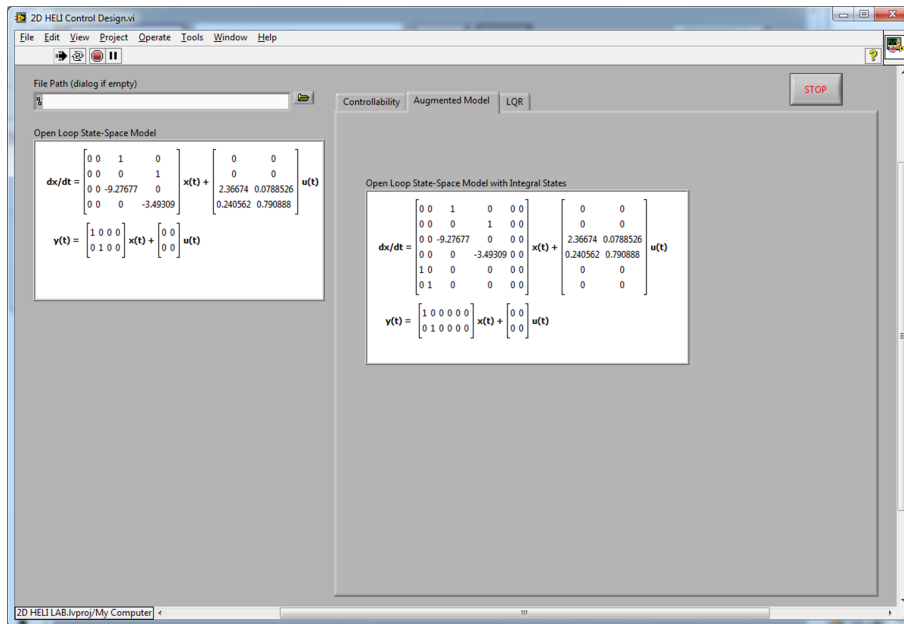 2D HELI Control Design.vi
File Edit View Project Operate Tools Window Help
File Path (dialog if empty)
Controllability Augmented Model LQR
STOP
Open Loop State-Space Model
0 0 1 0 0 0
0 0 0 1 0 0
dx/dt = x(t) + u(t)
0 0 -9.27677 0 2.36674 0.0788526
0 0 0 -3.49309 0.240562 0.790888
1 0 0 0 0 0
y(t) = x(t) + u(t)
0 1 0 0 0 0
Open Loop State-Space Model with Integral States
0 0 1 0 0 0 0 0
0 0 0 1 0 0 0 0
0 0 -9.27677 0 0 0 2.36674 0.0788526
dx/dt = x(t) + u(t)
0 0 0 -3.49309 0 0 0.240562 0.790888
1 0 0 0 0 0 0 0
0 1 0 0 0 0 0 0
1 0 0 0 0 0 0 0
y(t) = x(t) + u(t)
0 1 0 0 0 0 0 0
2D HELI LAB.lvproj/My Computer